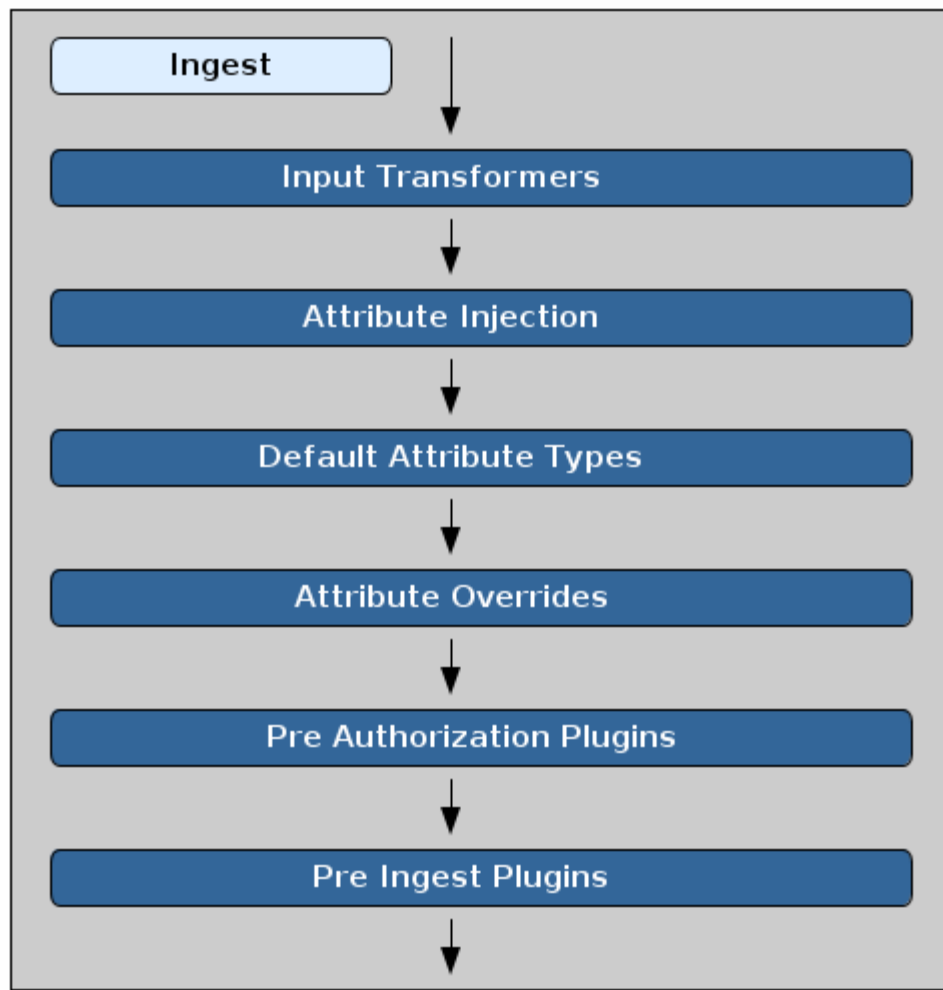 Ingest
Input Transformers
Attribute Injection
Default Attribute Types
Attribute Overrides
Pre Authorization Plugins
Pre Ingest Plugins